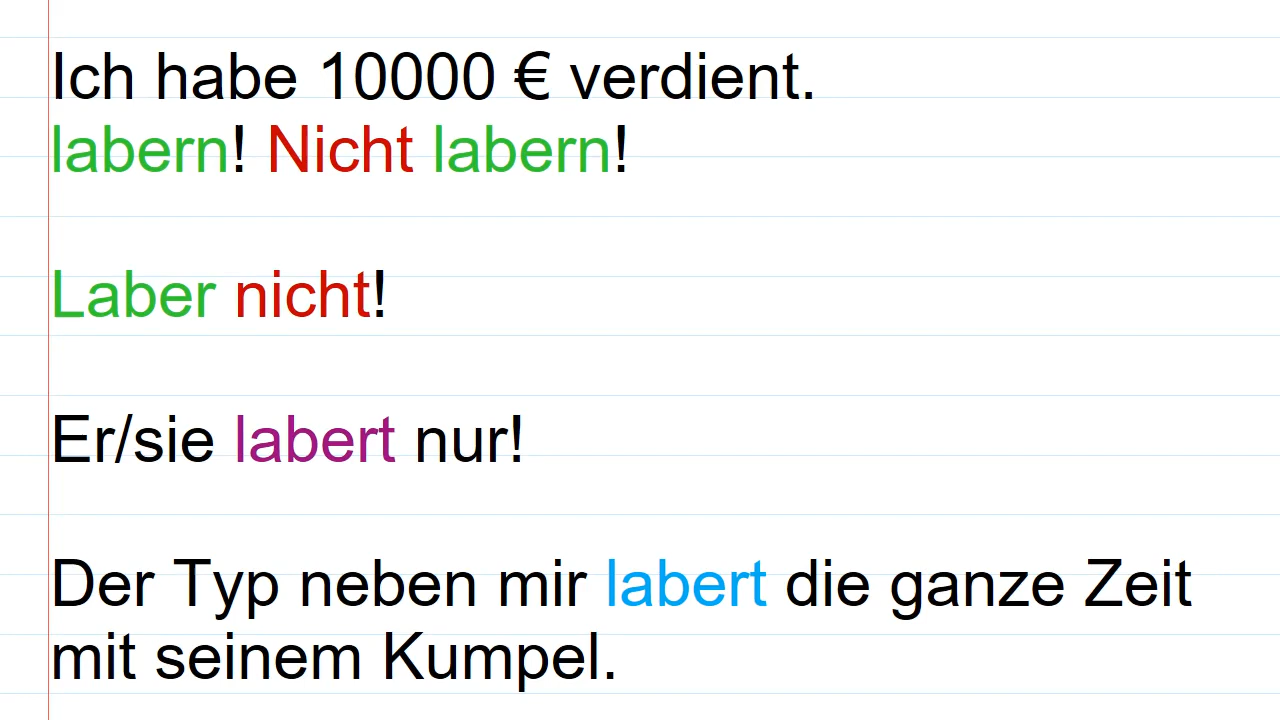 Ich habe 10000 € verdient.
labern! Nicht labern!
Laber nicht!
Er/sie labert nur!
Der Typ neben mir labert die ganze Zeit
mit seinem Kumpel.